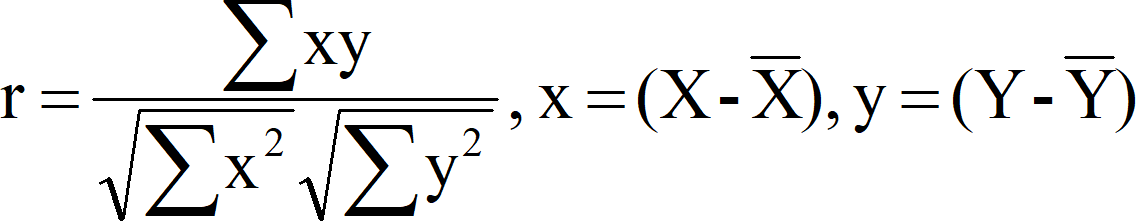 r = ∑xy / √∑x² √∑y² , x = (X - X̅), y = (Y - Y̅)